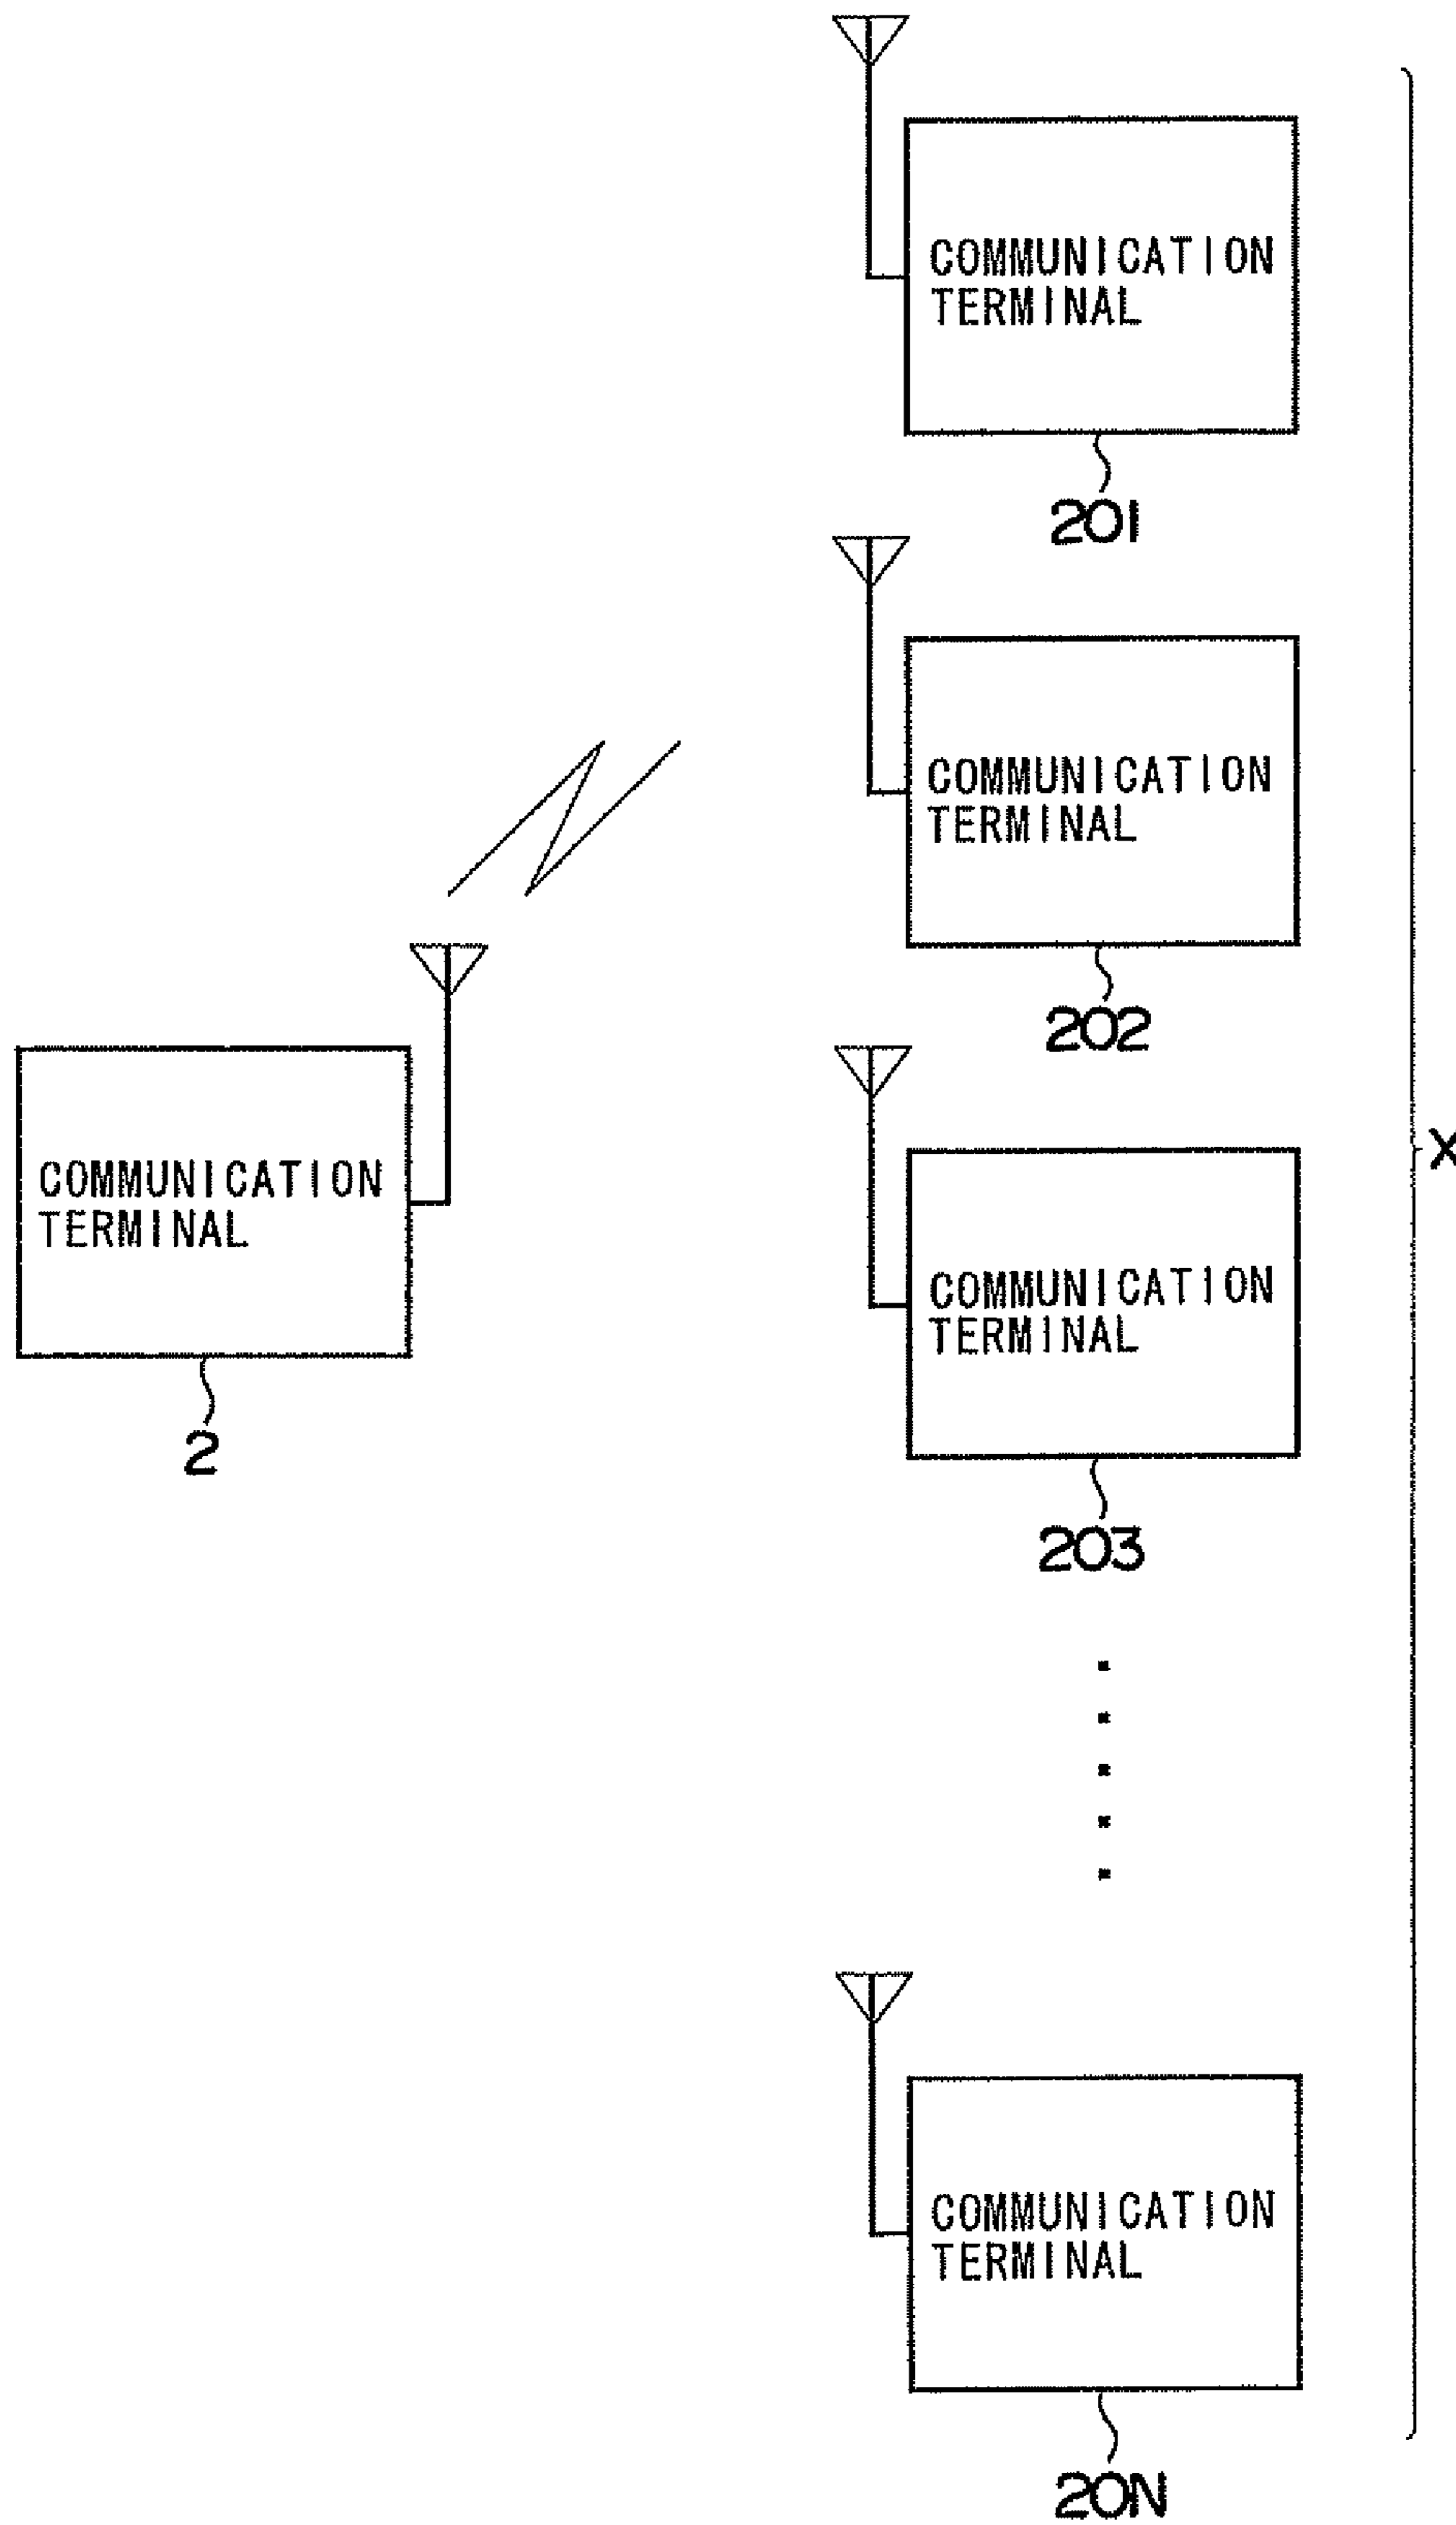 COMMUNICATION
TERMINAL
201
COMMUNICATION
TERMINAL
202
X
COMMUNICATION
TERMINAL
2
COMMUNICATION
TERMINAL
203
COMMUNICATION
TERMINAL
20N